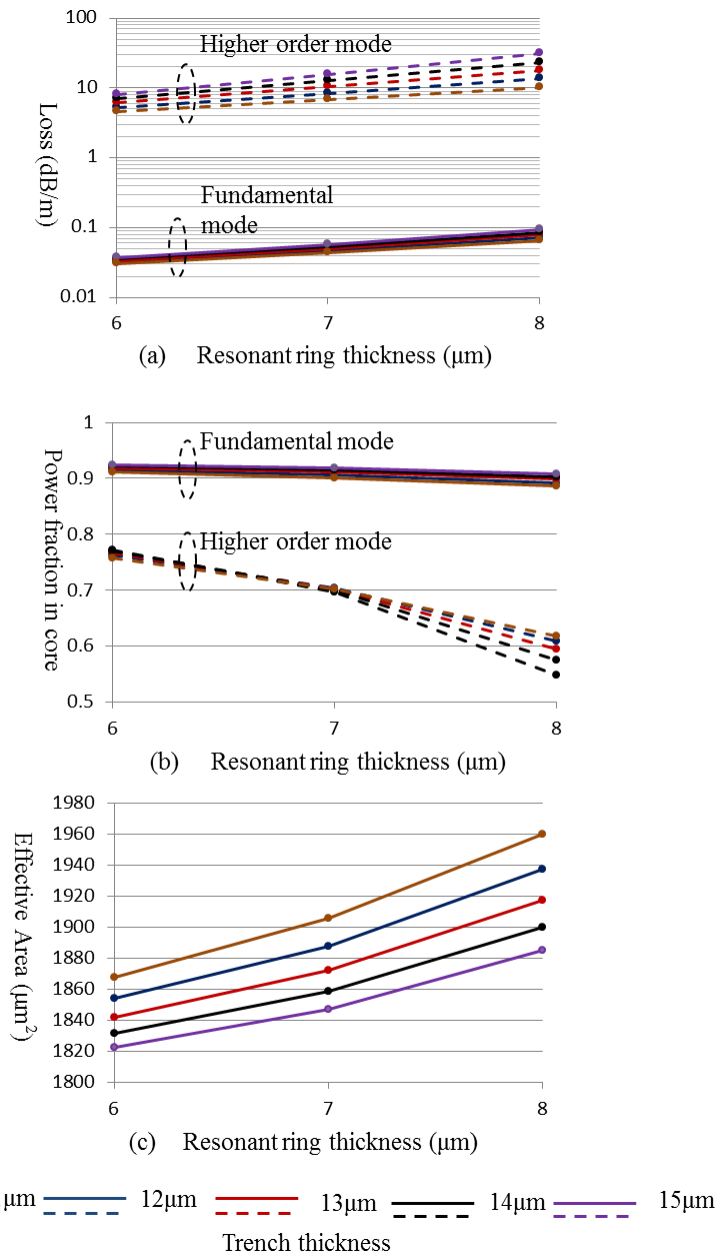 100
Higher order mode
10
Loss (dB/m)
1
Fundamental
mode
0.1
0.01
6 7 8
(a) Resonant ring thickness (μm)
1
Fundamental mode
0.9
Power fraction in core
0.8
Higher order mode
0.7
0.6
0.5
6 7 8
(b) Resonant ring thickness (μm)
1980
1960
Effective Area (μm²)
1940
1920
1900
1880
1860
1840
1820
1800
6 7 8
(c) Resonant ring thickness (μm)
μm 12μm 13μm 14μm 15μm
Trench thickness